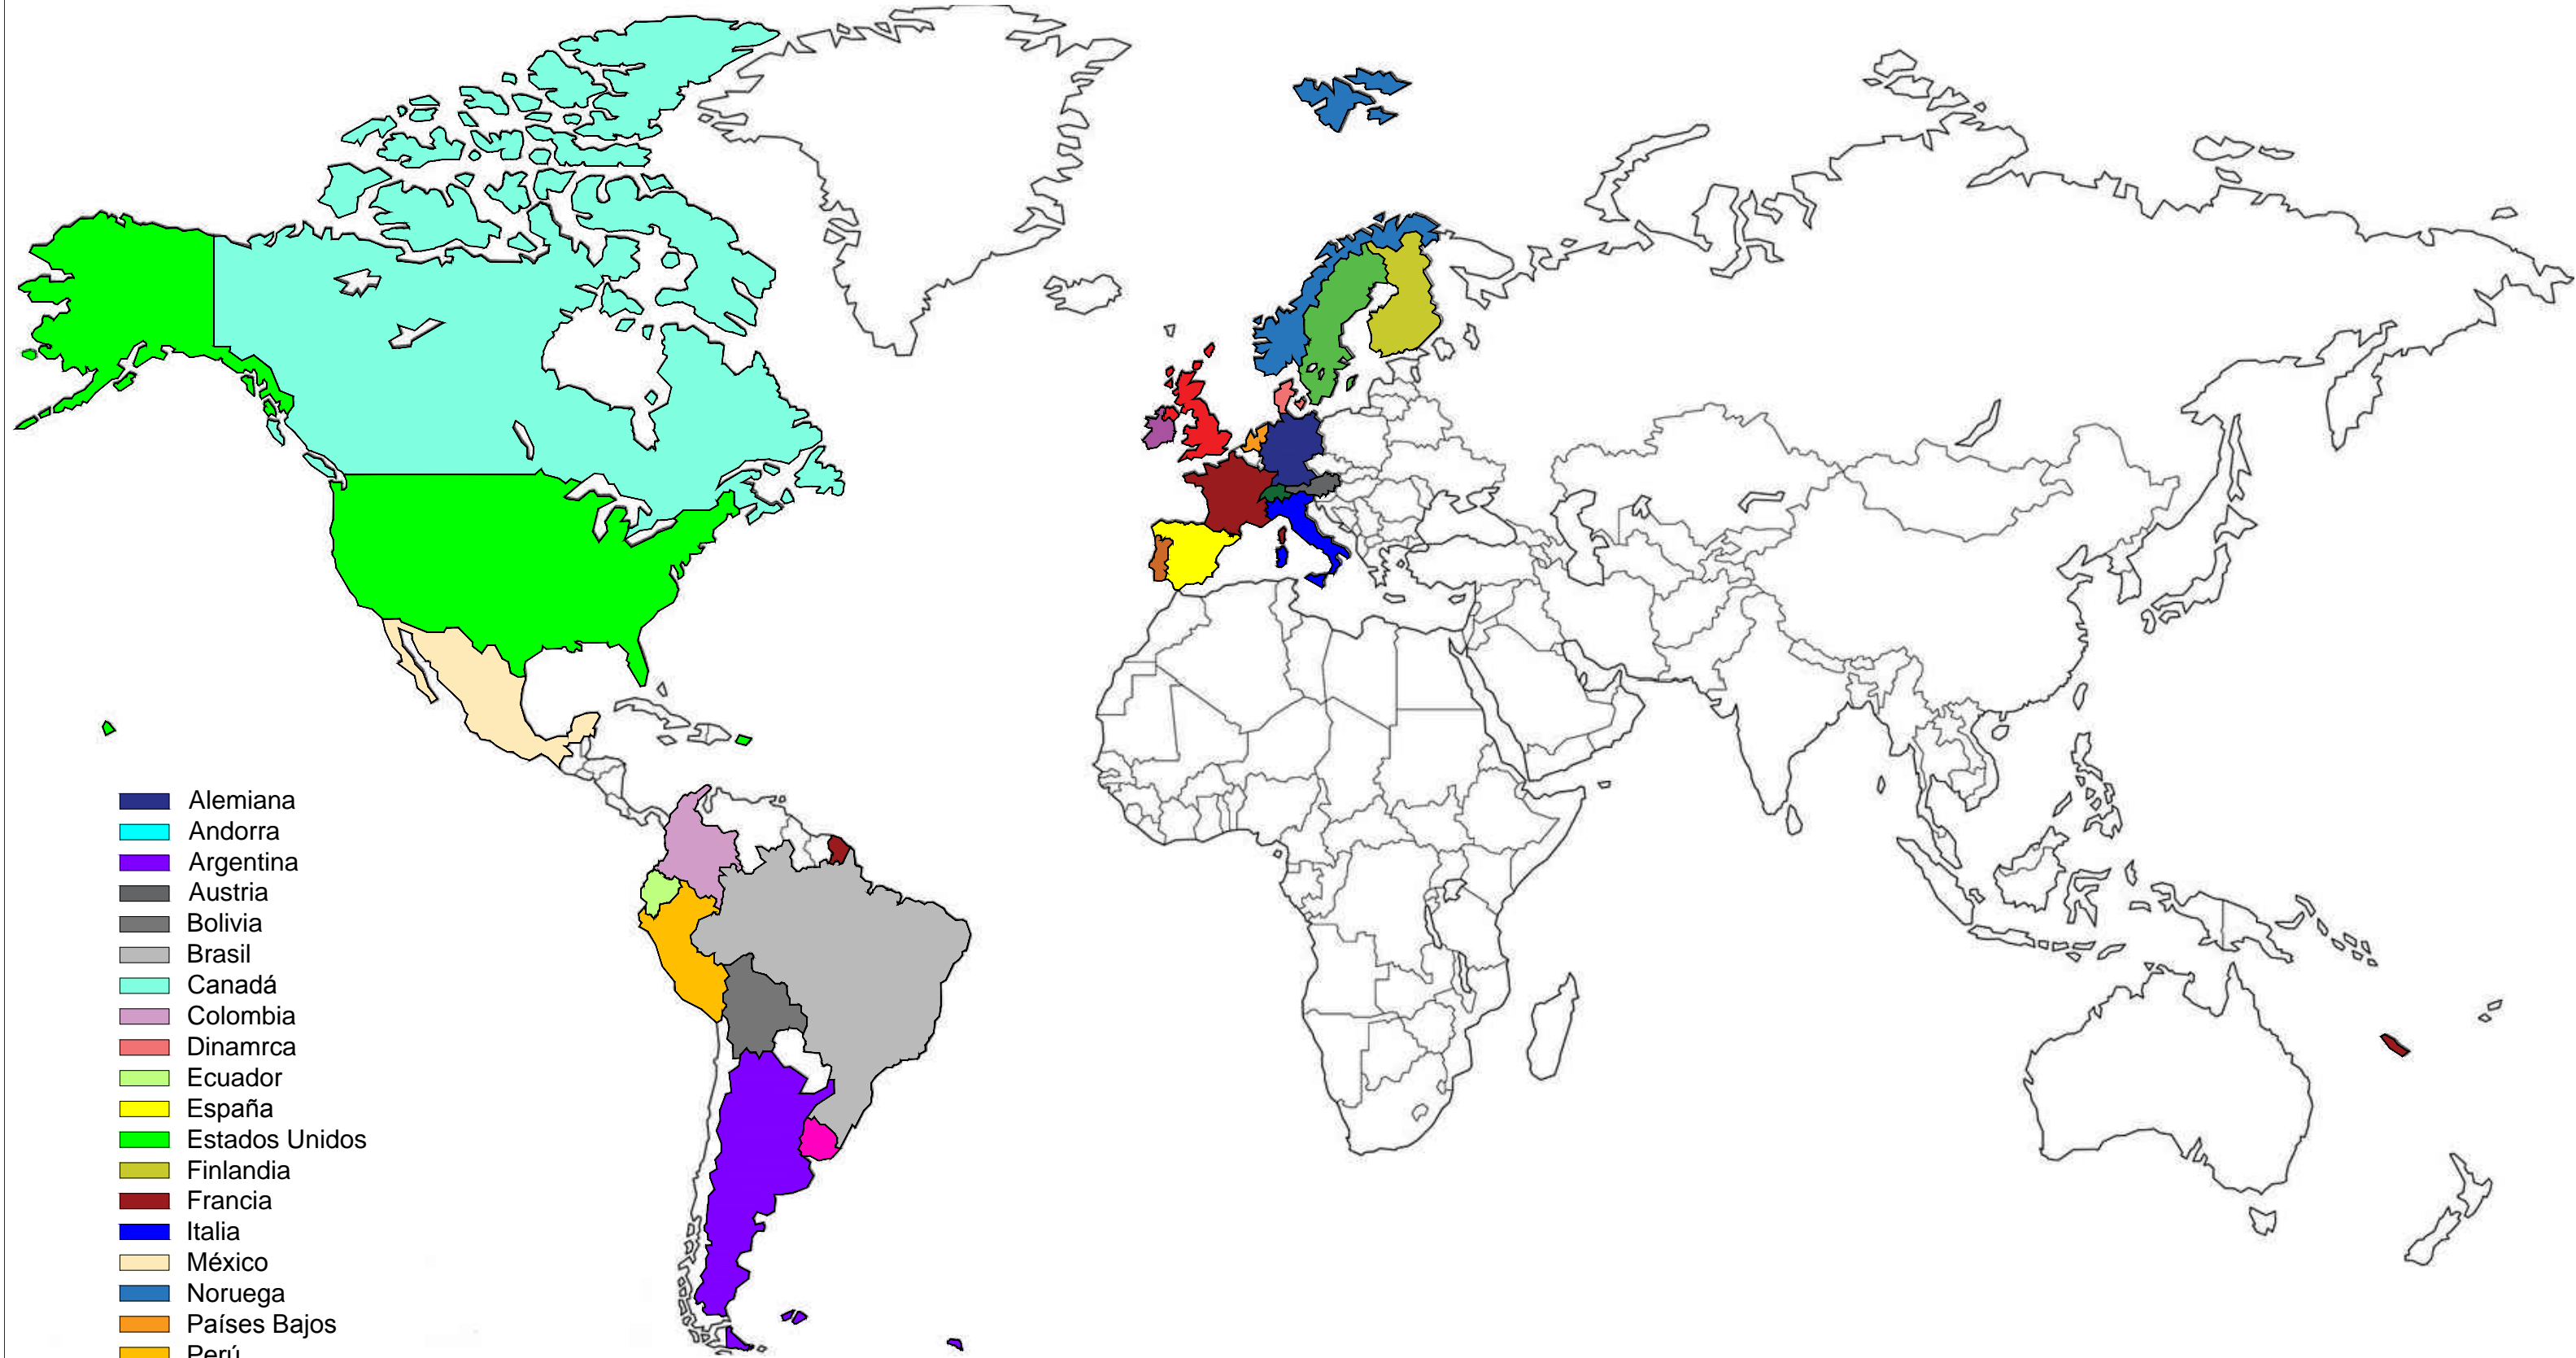 Alemiana
Andorra
Argentina
Austria
Bolivia
Brasil
Canadá
Colombia
Dinamrca
Ecuador
España
Estados Unidos
Finlandia
Francia
Italia
México
Noruega
Países Bajos
Perú